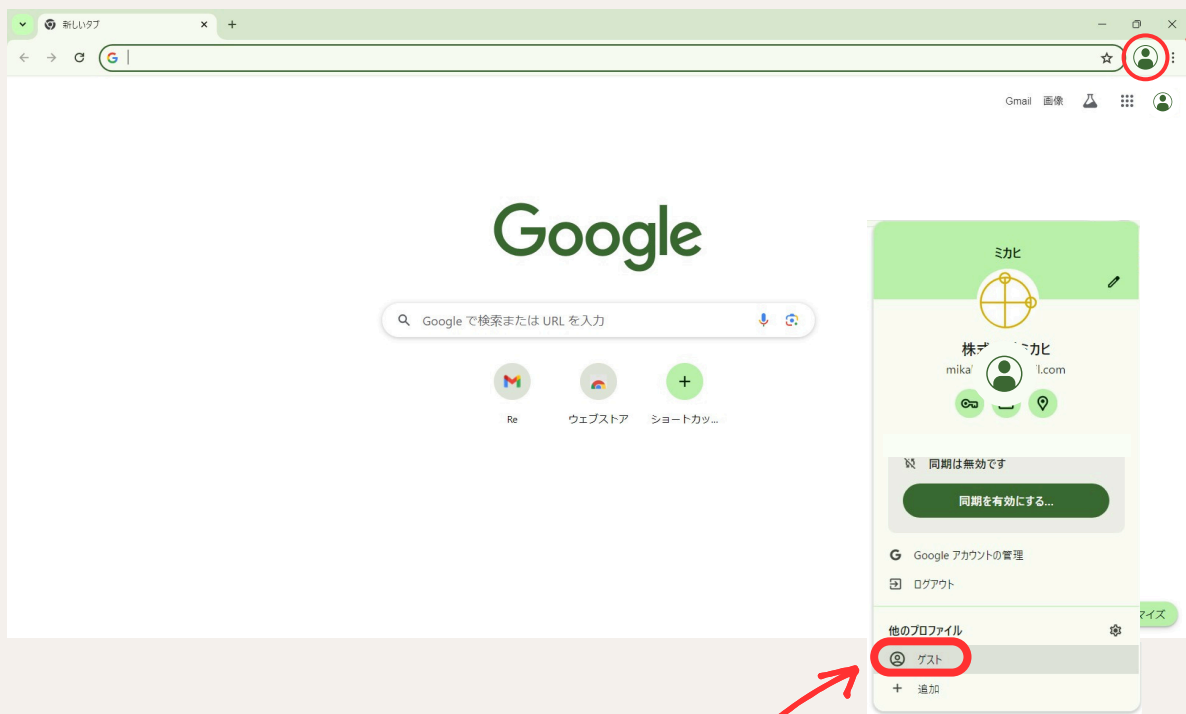 新しいタブ
Gmail 画像
Google
Google で検索または URL を入力
Re
ウェブストア
ショートカッ...
ミカヒ
カヒ
mika
l.com
同期は無効です
同期を有効にする...
Google アカウントの管理
ログアウト
マイズ
他のプロファイル
ゲスト
追加